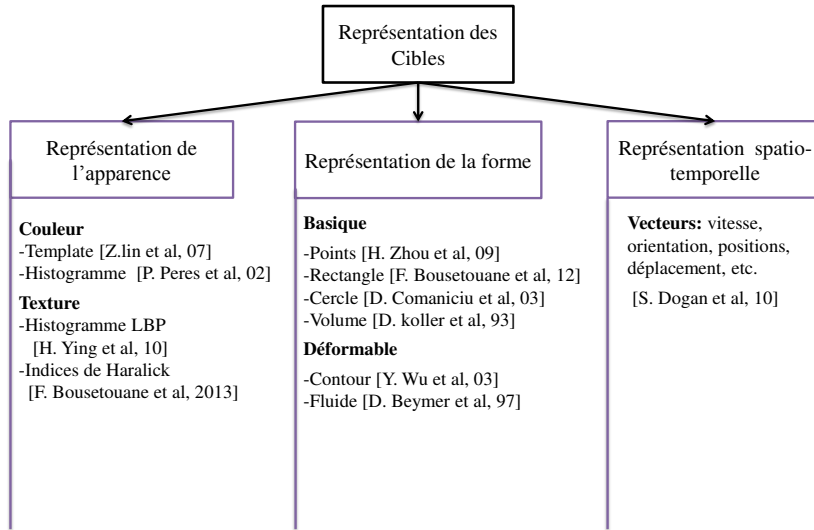 Représentation des
Cibles
Représentation de
l'apparence
Couleur
-Template [Z.lin et al, 07]
-Histogramme [P. Peres et al, 02]
Texture
-Histogramme LBP
[H. Ying et al, 10]
-Indices de Haralick
[F. Bousetouane et al, 2013]
Représentation de la forme
Basique
-Points [H. Zhou et al, 09]
-Rectangle [F. Bousetouane et al, 12]
-Cercle [D. Comaniciu et al, 03]
-Volume [D. koller et al, 93]
Déformable
-Contour [Y. Wu et al, 03]
-Fluide [D. Beymer et al, 97]
Représentation spatio-
temporelle
Vecteurs: vitesse,
orientation, positions,
déplacement, etc.
[S. Dogan et al, 10]